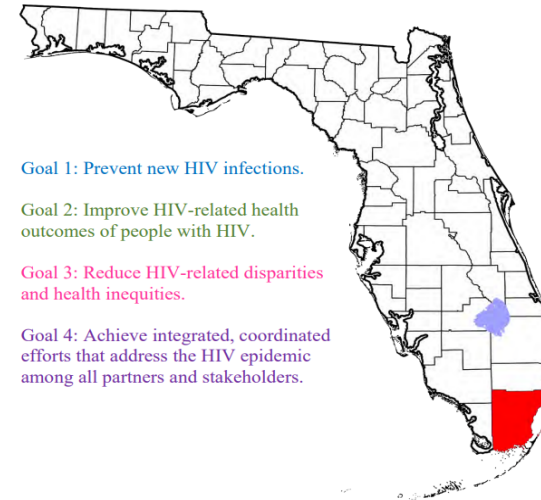 Goal 1: Prevent new HIV infections.
Goal 2: Improve HIV-related health
outcomes of people with HIV.
Goal 3: Reduce HIV-related disparities
and health inequities.
Goal 4: Achieve integrated, coordinated
efforts that address the HIV epidemic
among all partners and stakeholders.